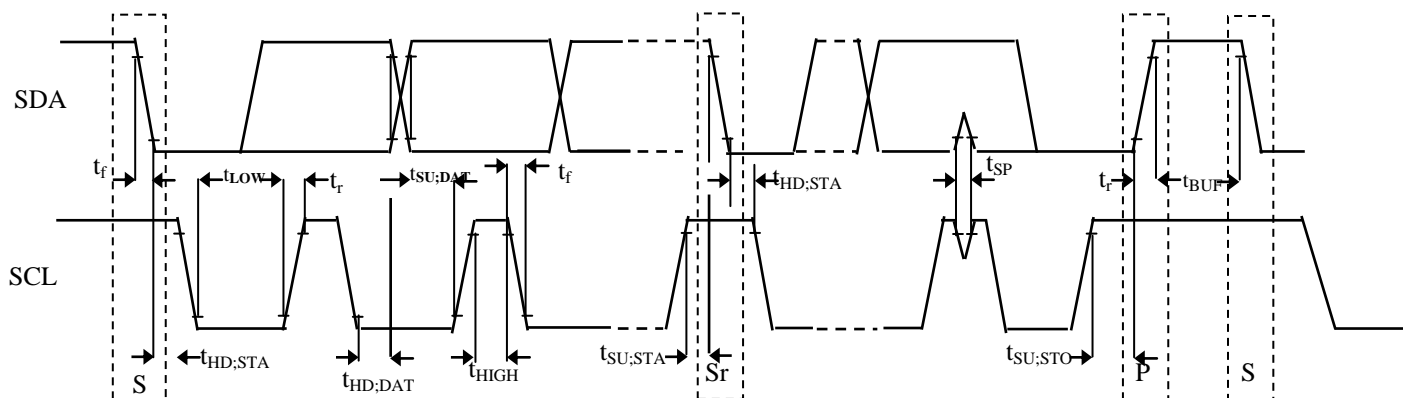 SDA
t_f t_LOW t_r t_SU;DAT t_f t_HD;STA t_SP t_r t_BUF
SCL
t_HD;STA t_HD;DAT t_HIGH t_SU;STA t_SU;STO
S Sr P S